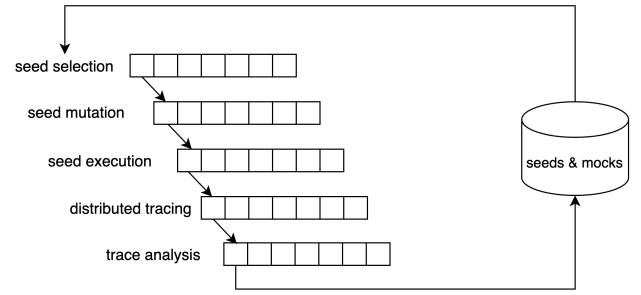 seed selection
seed mutation
seed execution
seeds & mocks
distributed tracing
trace analysis